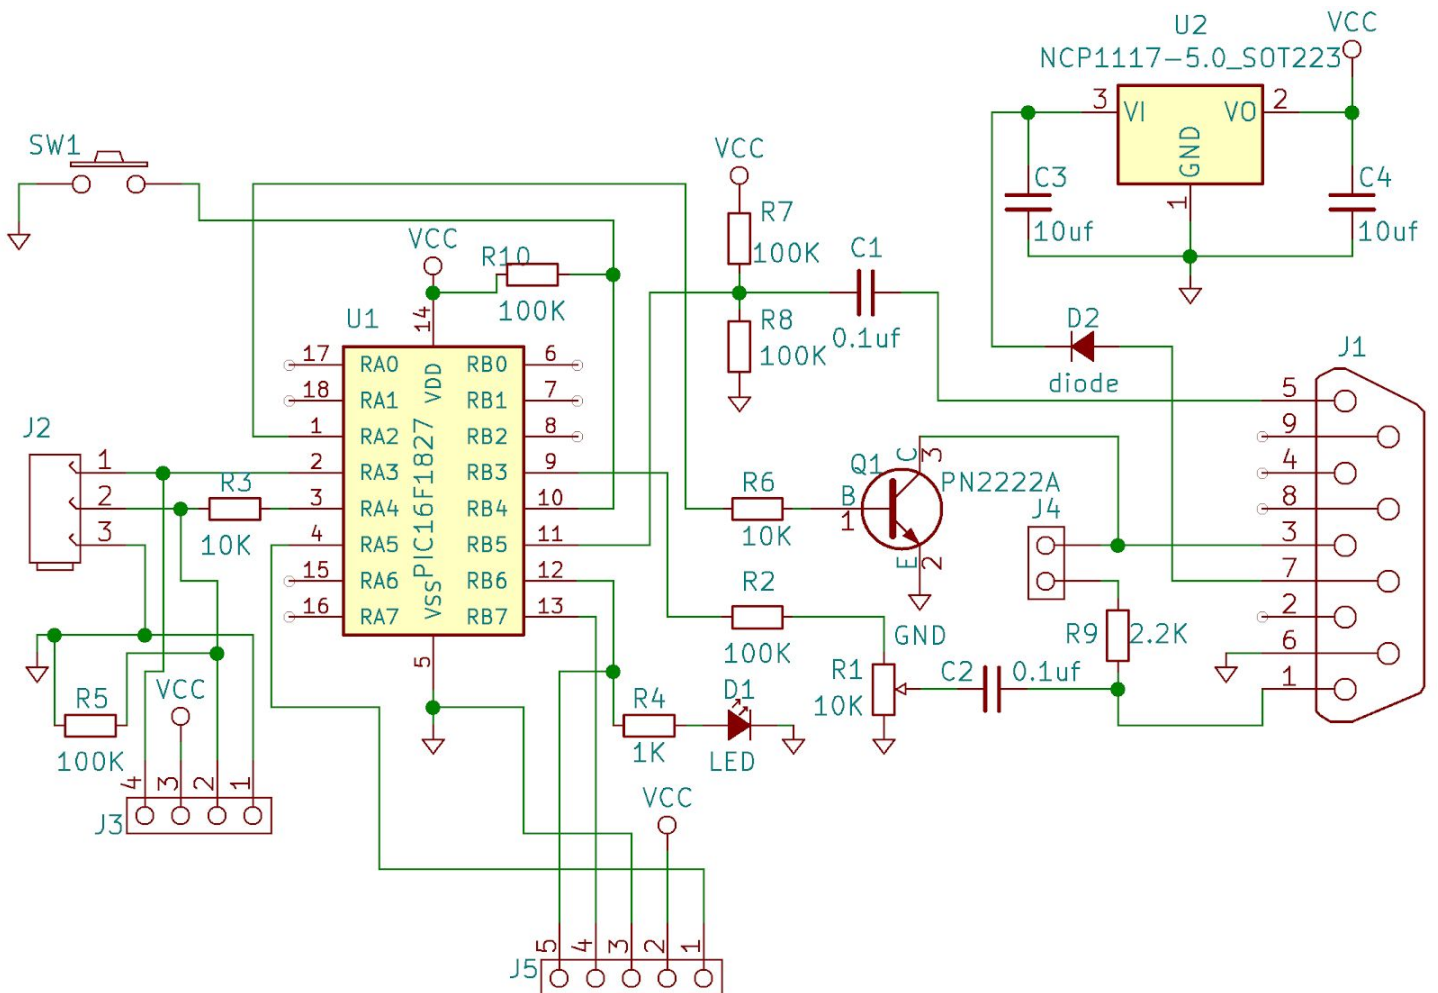 U2
VCC
NCP1117-5.0_SOT223
3
VI
VO
2
GND
1
C3
10uf
C4
10uf
SW1
VCC
R7
100K
C1
0.1uf
R8
100K
VCC
R10
100K
14
U1
PIC16F1827
VDD
VSS
17
RA0
18
RA1
1
RA2
2
RA3
3
RA4
4
RA5
15
RA6
16
RA7
RB0
6
RB1
7
RB2
8
RB3
9
RB4
10
RB5
11
RB6
12
RB7
13
5
J2
1
2
3
R3
10K
R5
100K
VCC
4
3
2
1
J3
D2
diode
J1
5
9
4
8
3
7
2
6
1
Q1
PN2222A
C
3
B
1
E
2
R6
10K
J4
R2
100K
GND
R9
2.2K
R1
10K
C2
0.1uf
R4
1K
D1
LED
VCC
5
4
3
2
1
J5